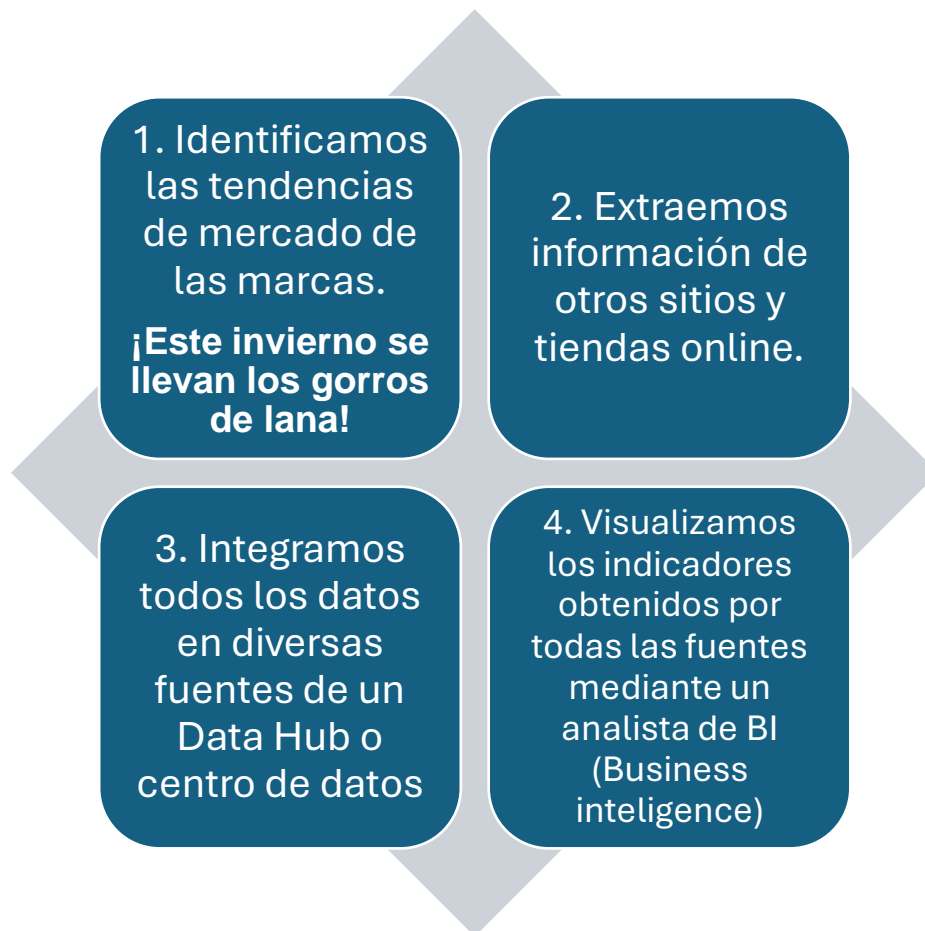 1. Identificamos
las tendencias
de mercado de
las marcas.
¡Este invierno se
llevan los gorros
de lana!
2. Extraemos
información de
otros sitios y
tiendas online.
3. Integramos
todos los datos
en diversas
fuentes de un
Data Hub o
centro de datos
4. Visualizamos
los indicadores
obtenidos por
todas las fuentes
mediante un
analista de BI
(Business
inteligence)